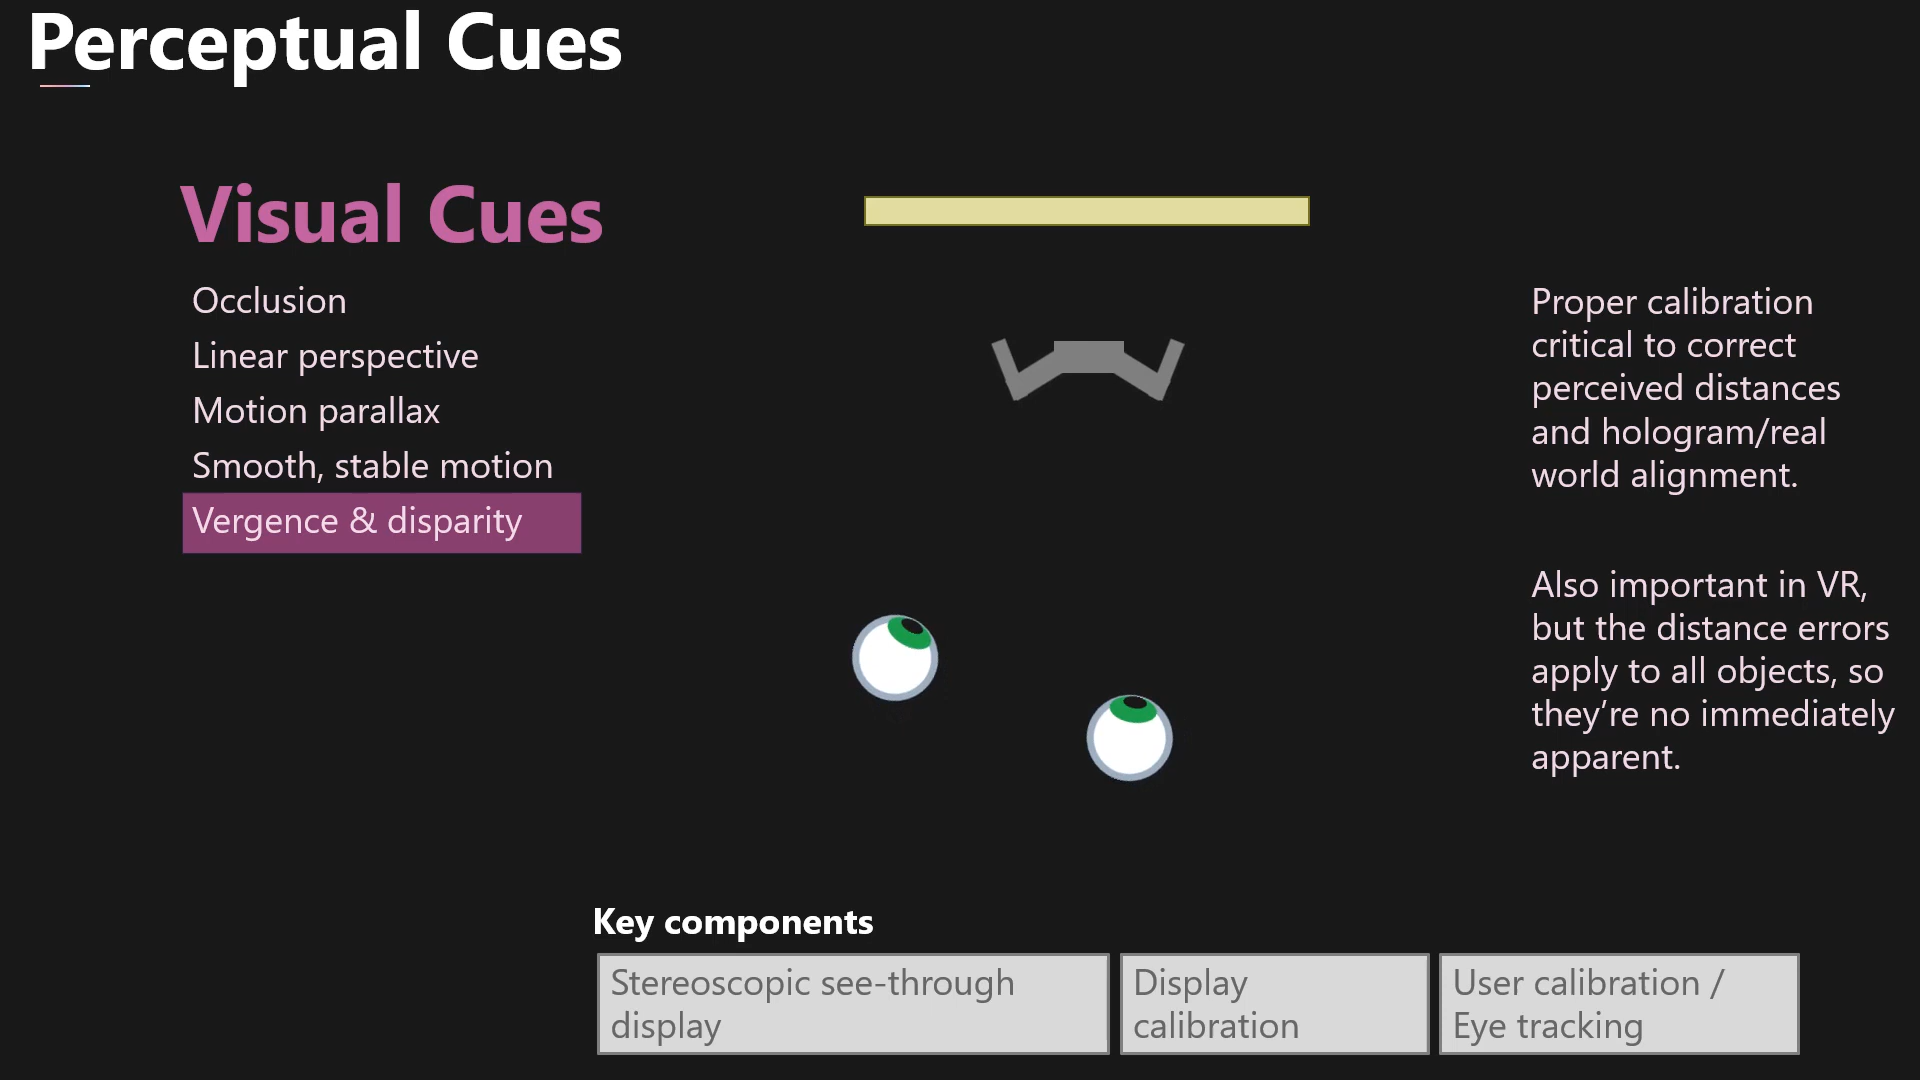 Perceptual Cues
Visual Cues
Occlusion
Linear perspective
Motion parallax
Smooth, stable motion
Vergence & disparity
Proper calibration
critical to correct
perceived distances
and hologram/real
world alignment.
Also important in VR,
but the distance errors
apply to all objects, so
they’re no immediately
apparent.
Key components
Stereoscopic see-through
display
Display
calibration
User calibration /
Eye tracking